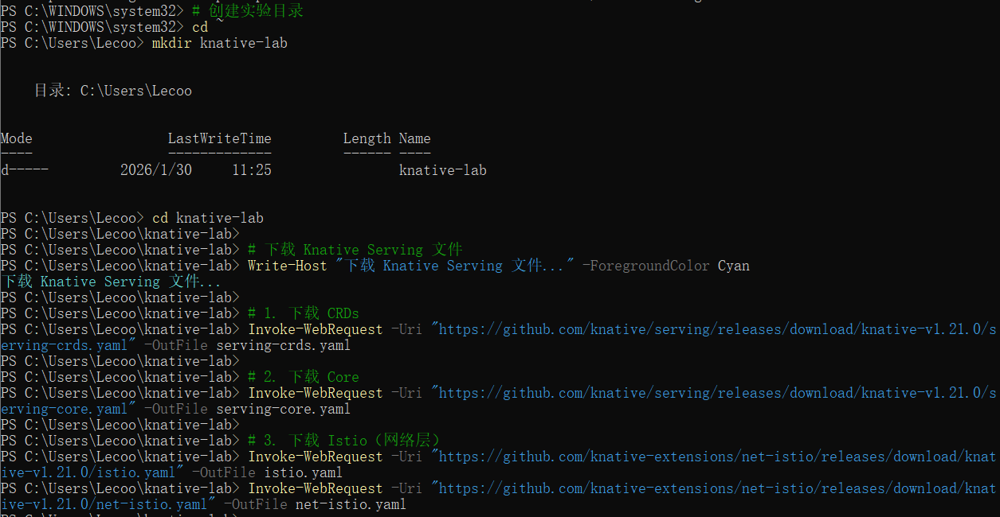 PS C:\WINDOWS\system32> # 创建实验目录
PS C:\WINDOWS\system32> cd ~
PS C:\Users\Lecoo> mkdir knative-lab
目录: C:\Users\Lecoo
Mode LastWriteTime Length Name
---- ------------- ------ ----
d----- 2026/1/30 11:25 knative-lab
PS C:\Users\Lecoo> cd knative-lab
PS C:\Users\Lecoo\knative-lab>
PS C:\Users\Lecoo\knative-lab> # 下载 Knative Serving 文件
PS C:\Users\Lecoo\knative-lab> Write-Host "下载 Knative Serving 文件..." -ForegroundColor Cyan
下载 Knative Serving 文件...
PS C:\Users\Lecoo\knative-lab>
PS C:\Users\Lecoo\knative-lab> # 1. 下载 CRDs
PS C:\Users\Lecoo\knative-lab> Invoke-WebRequest -Uri "https://github.com/knative/serving/releases/download/knative-v1.21.0/s
erving-crds.yaml" -OutFile serving-crds.yaml
PS C:\Users\Lecoo\knative-lab>
PS C:\Users\Lecoo\knative-lab> # 2. 下载 Core
PS C:\Users\Lecoo\knative-lab> Invoke-WebRequest -Uri "https://github.com/knative/serving/releases/download/knative-v1.21.0/s
erving-core.yaml" -OutFile serving-core.yaml
PS C:\Users\Lecoo\knative-lab>
PS C:\Users\Lecoo\knative-lab> # 3. 下载 Istio（网络层）
PS C:\Users\Lecoo\knative-lab> Invoke-WebRequest -Uri "https://github.com/knative-extensions/net-istio/releases/download/knat
ive-v1.21.0/istio.yaml" -OutFile istio.yaml
PS C:\Users\Lecoo\knative-lab> Invoke-WebRequest -Uri "https://github.com/knative-extensions/net-istio/releases/download/knat
ive-v1.21.0/net-istio.yaml" -OutFile net-istio.yaml